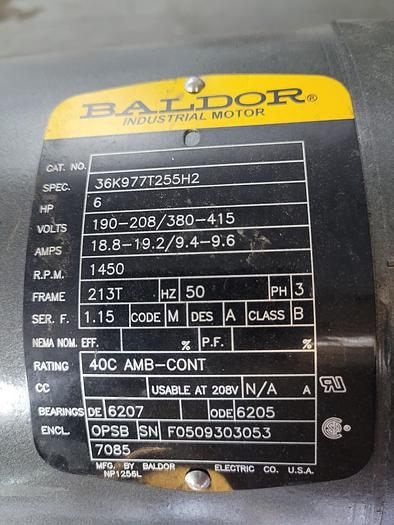 BALDOR®
INDUSTRIAL MOTOR
CAT. NO.
SPEC. 36K977T255H2
HP 6
VOLTS 190-208/380-415
AMPS 18.8-19.2/9.4-9.6
R.P.M. 1450
FRAME 213T HZ 50 PH 3
SER. F. 1.15 CODE M DES A CLASS B
NEMA NOM. EFF. % P.F. %
RATING 40C AMB-CONT
CC USABLE AT 208V N/A A
BEARINGS DE 6207 ODE 6205
ENCL. OPSB SN F0509303053
7085
MFG. BY BALDOR ELECTRIC CO. U.S.A.
NP1256L